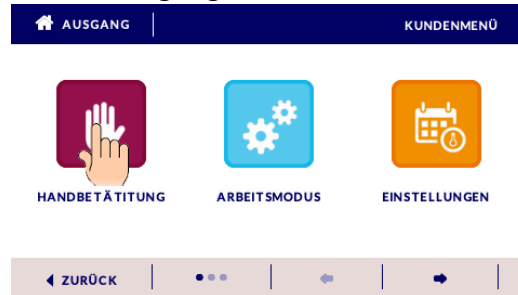 AUSGANG
KUNDENMENÜ
HANDBETÄTITUNG
ARBEITSMODUS
EINSTELLUNGEN
ZURÜCK